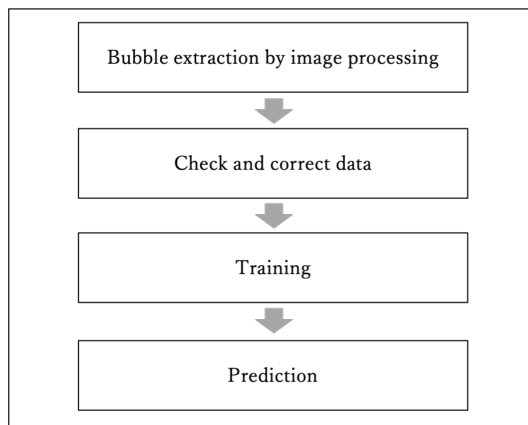 Bubble extraction by image processing
Check and correct data
Training
Prediction